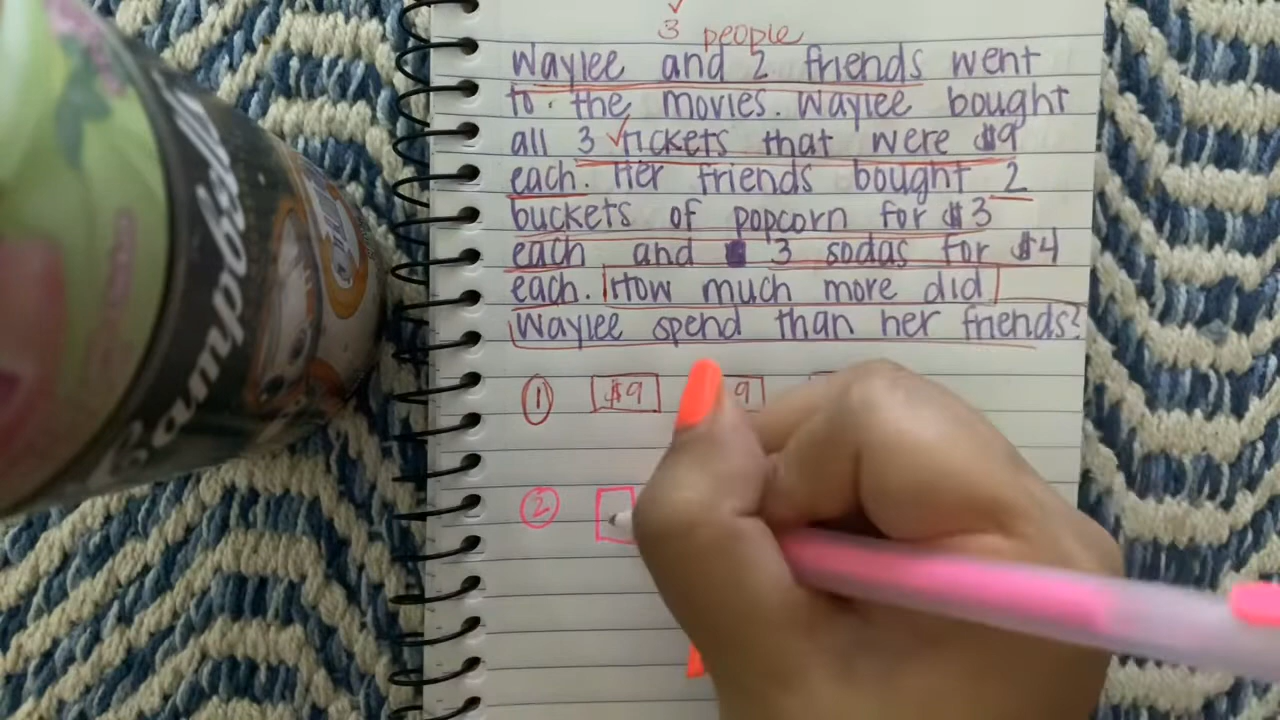 3 people
Waylee and 2 friends went
to the movies. Waylee bought
all 3 tickets that were $9
each. Her friends bought 2
buckets of popcorn for $3
each and 3 sodas for $4
each. How much more did
Waylee spend than her friends?
1 $9 9
2